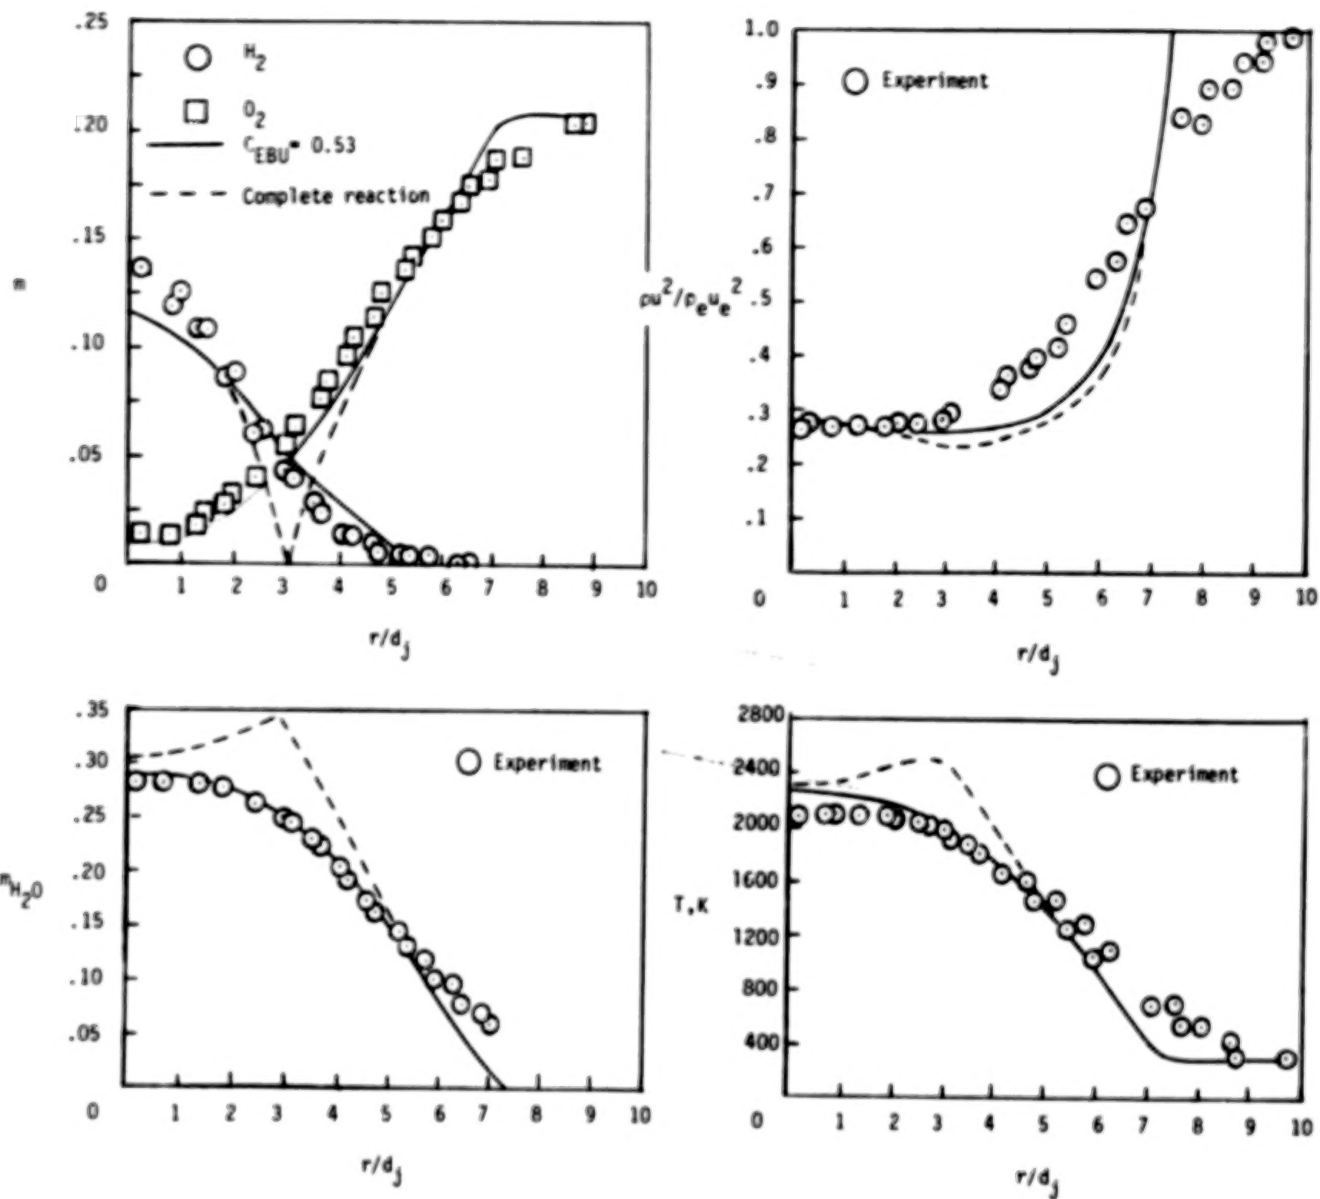 .25
.20
.15
.10
.05
0
m
H2
O2
CEBU= 0.53
Complete reaction
1 2 3 4 5 6 7 8 9 10
r/dj
1.0
.9
.8
.7
.6
.5
.4
.3
.2
.1
0
ρu²/ρeue²
Experiment
1 2 3 4 5 6 7 8 9 10
r/dj
.35
.30
.25
.20
.15
.10
.05
0
mH2O
Experiment
1 2 3 4 5 6 7 8 9 10
r/dj
2800
2400
2000
1600
1200
800
400
0
T,K
Experiment
1 2 3 4 5 6 7 8 9 10
r/dj